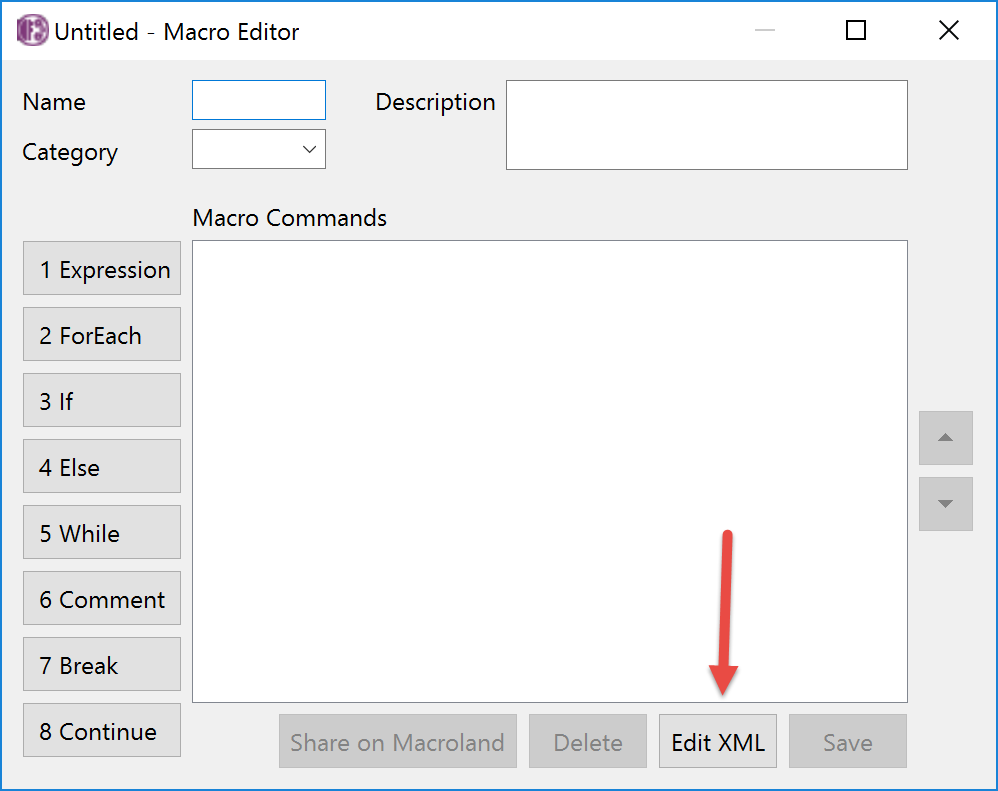 Untitled - Macro Editor
Name
Description
Category
Macro Commands
1 Expression
2 ForEach
3 If
4 Else
5 While
6 Comment
7 Break
8 Continue
Share on Macroland
Delete
Edit XML
Save